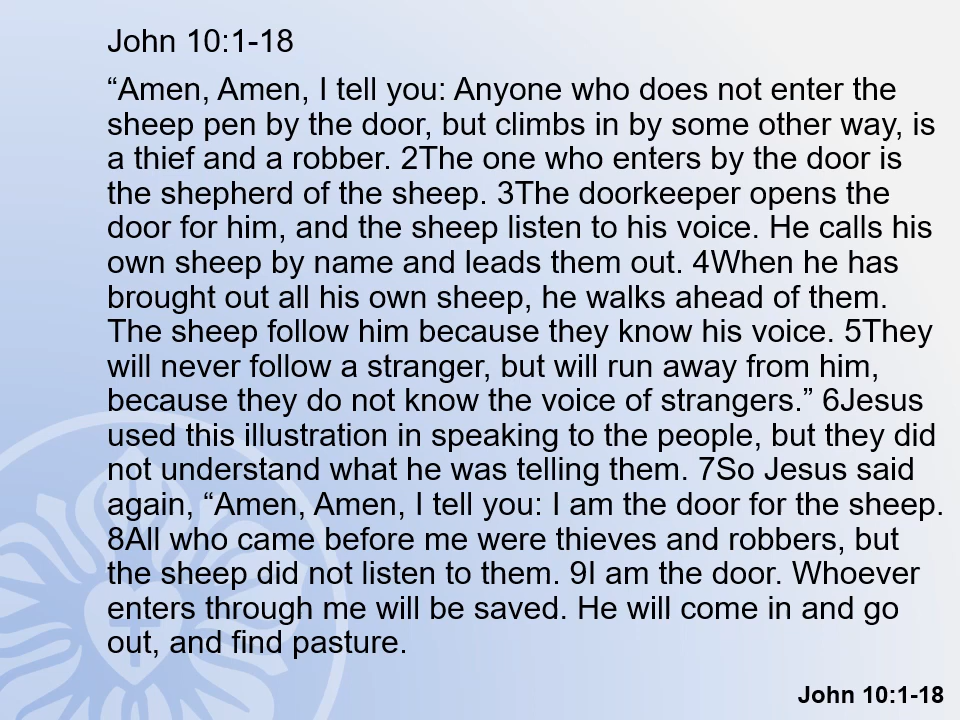 John 10:1-18
“Amen, Amen, I tell you: Anyone who does not enter the
sheep pen by the door, but climbs in by some other way, is
a thief and a robber. 2The one who enters by the door is
the shepherd of the sheep. 3The doorkeeper opens the
door for him, and the sheep listen to his voice. He calls his
own sheep by name and leads them out. 4When he has
brought out all his own sheep, he walks ahead of them.
The sheep follow him because they know his voice. 5They
will never follow a stranger, but will run away from him,
because they do not know the voice of strangers.” 6Jesus
used this illustration in speaking to the people, but they did
not understand what he was telling them. 7So Jesus said
again, “Amen, Amen, I tell you: I am the door for the sheep.
8All who came before me were thieves and robbers, but
the sheep did not listen to them. 9I am the door. Whoever
enters through me will be saved. He will come in and go
out, and find pasture.
John 10:1-18